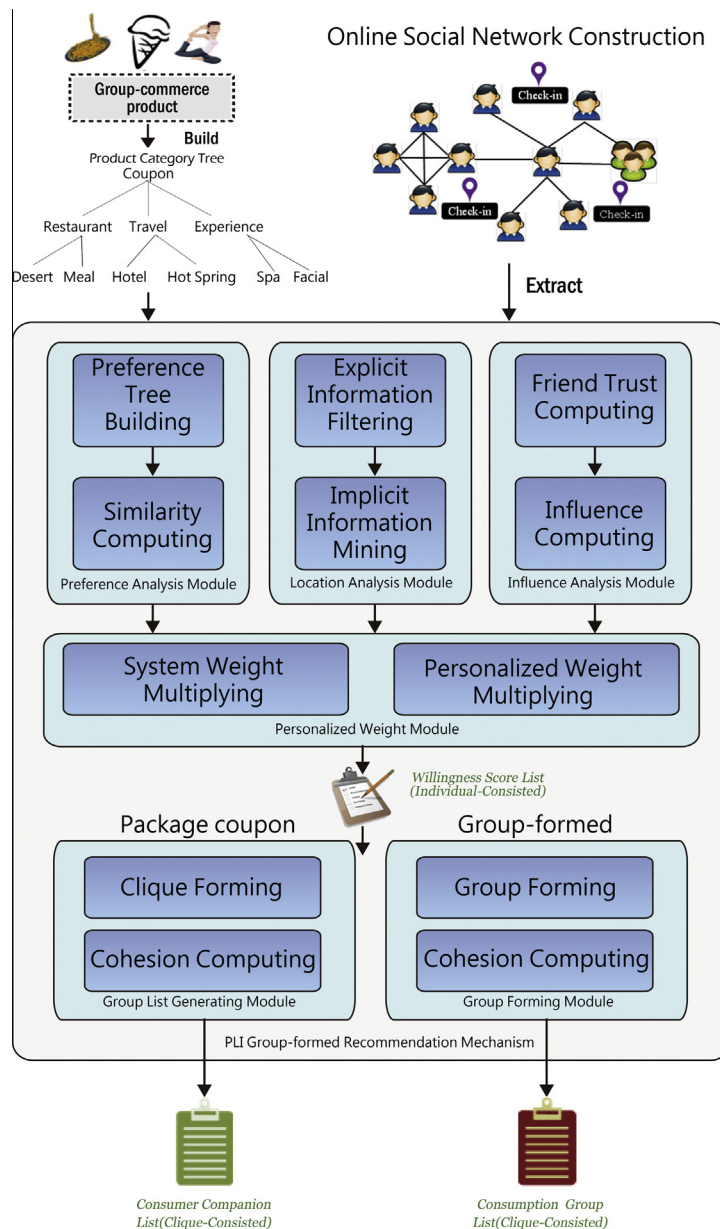 Online Social Network Construction
Group-commerce
product
Build
Product Category Tree
Coupon
Restaurant Travel Experience
Desert Meal Hotel Hot Spring Spa Facial
Check-in
Check-in
Check-in
Extract
Preference
Tree
Building
Similarity
Computing
Preference Analysis Module
Explicit
Information
Filtering
Implicit
Information
Mining
Location Analysis Module
Friend Trust
Computing
Influence
Computing
Influence Analysis Module
System Weight
Multiplying
Personalized Weight
Multiplying
Personalized Weight Module
Willingness Score List
(Individual-Consisted)
Package coupon
Clique Forming
Cohesion Computing
Group List Generating Module
Group-formed
Group Forming
Cohesion Computing
Group Forming Module
PLI Group-formed Recommendation Mechanism
Consumer Companion
List(Clique-Consisted)
Consumption Group
List(Clique-Consisted)